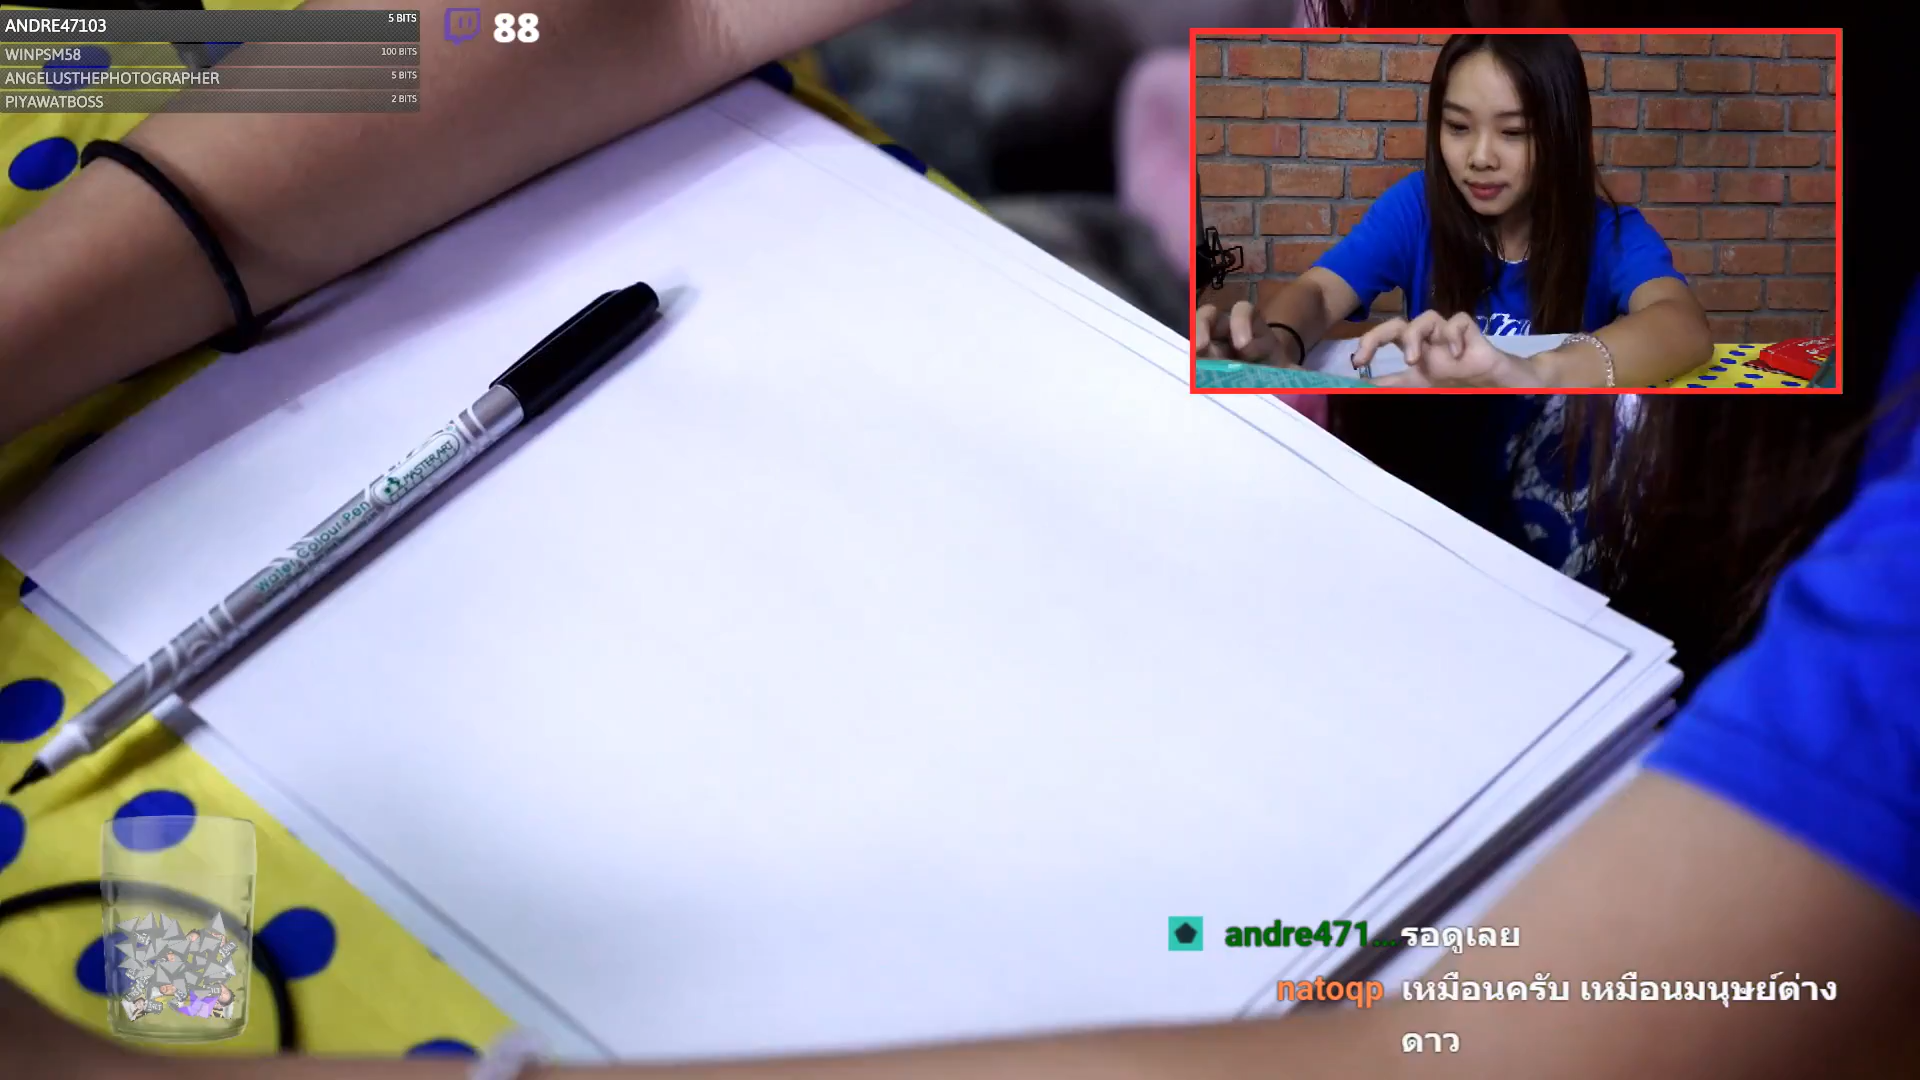 ANDRE47103 5 BITS
WINPSM58 100 BITS
ANGELUSTHEPHOTOGRAPHER 5 BITS
PIYAWATBOSS 2 BITS
88
MASTERART
Water Colour Pen
andre471... รอดูเลย
natoqp เหมือนครับ เหมือนมนุษย์ต่าง
ดาว